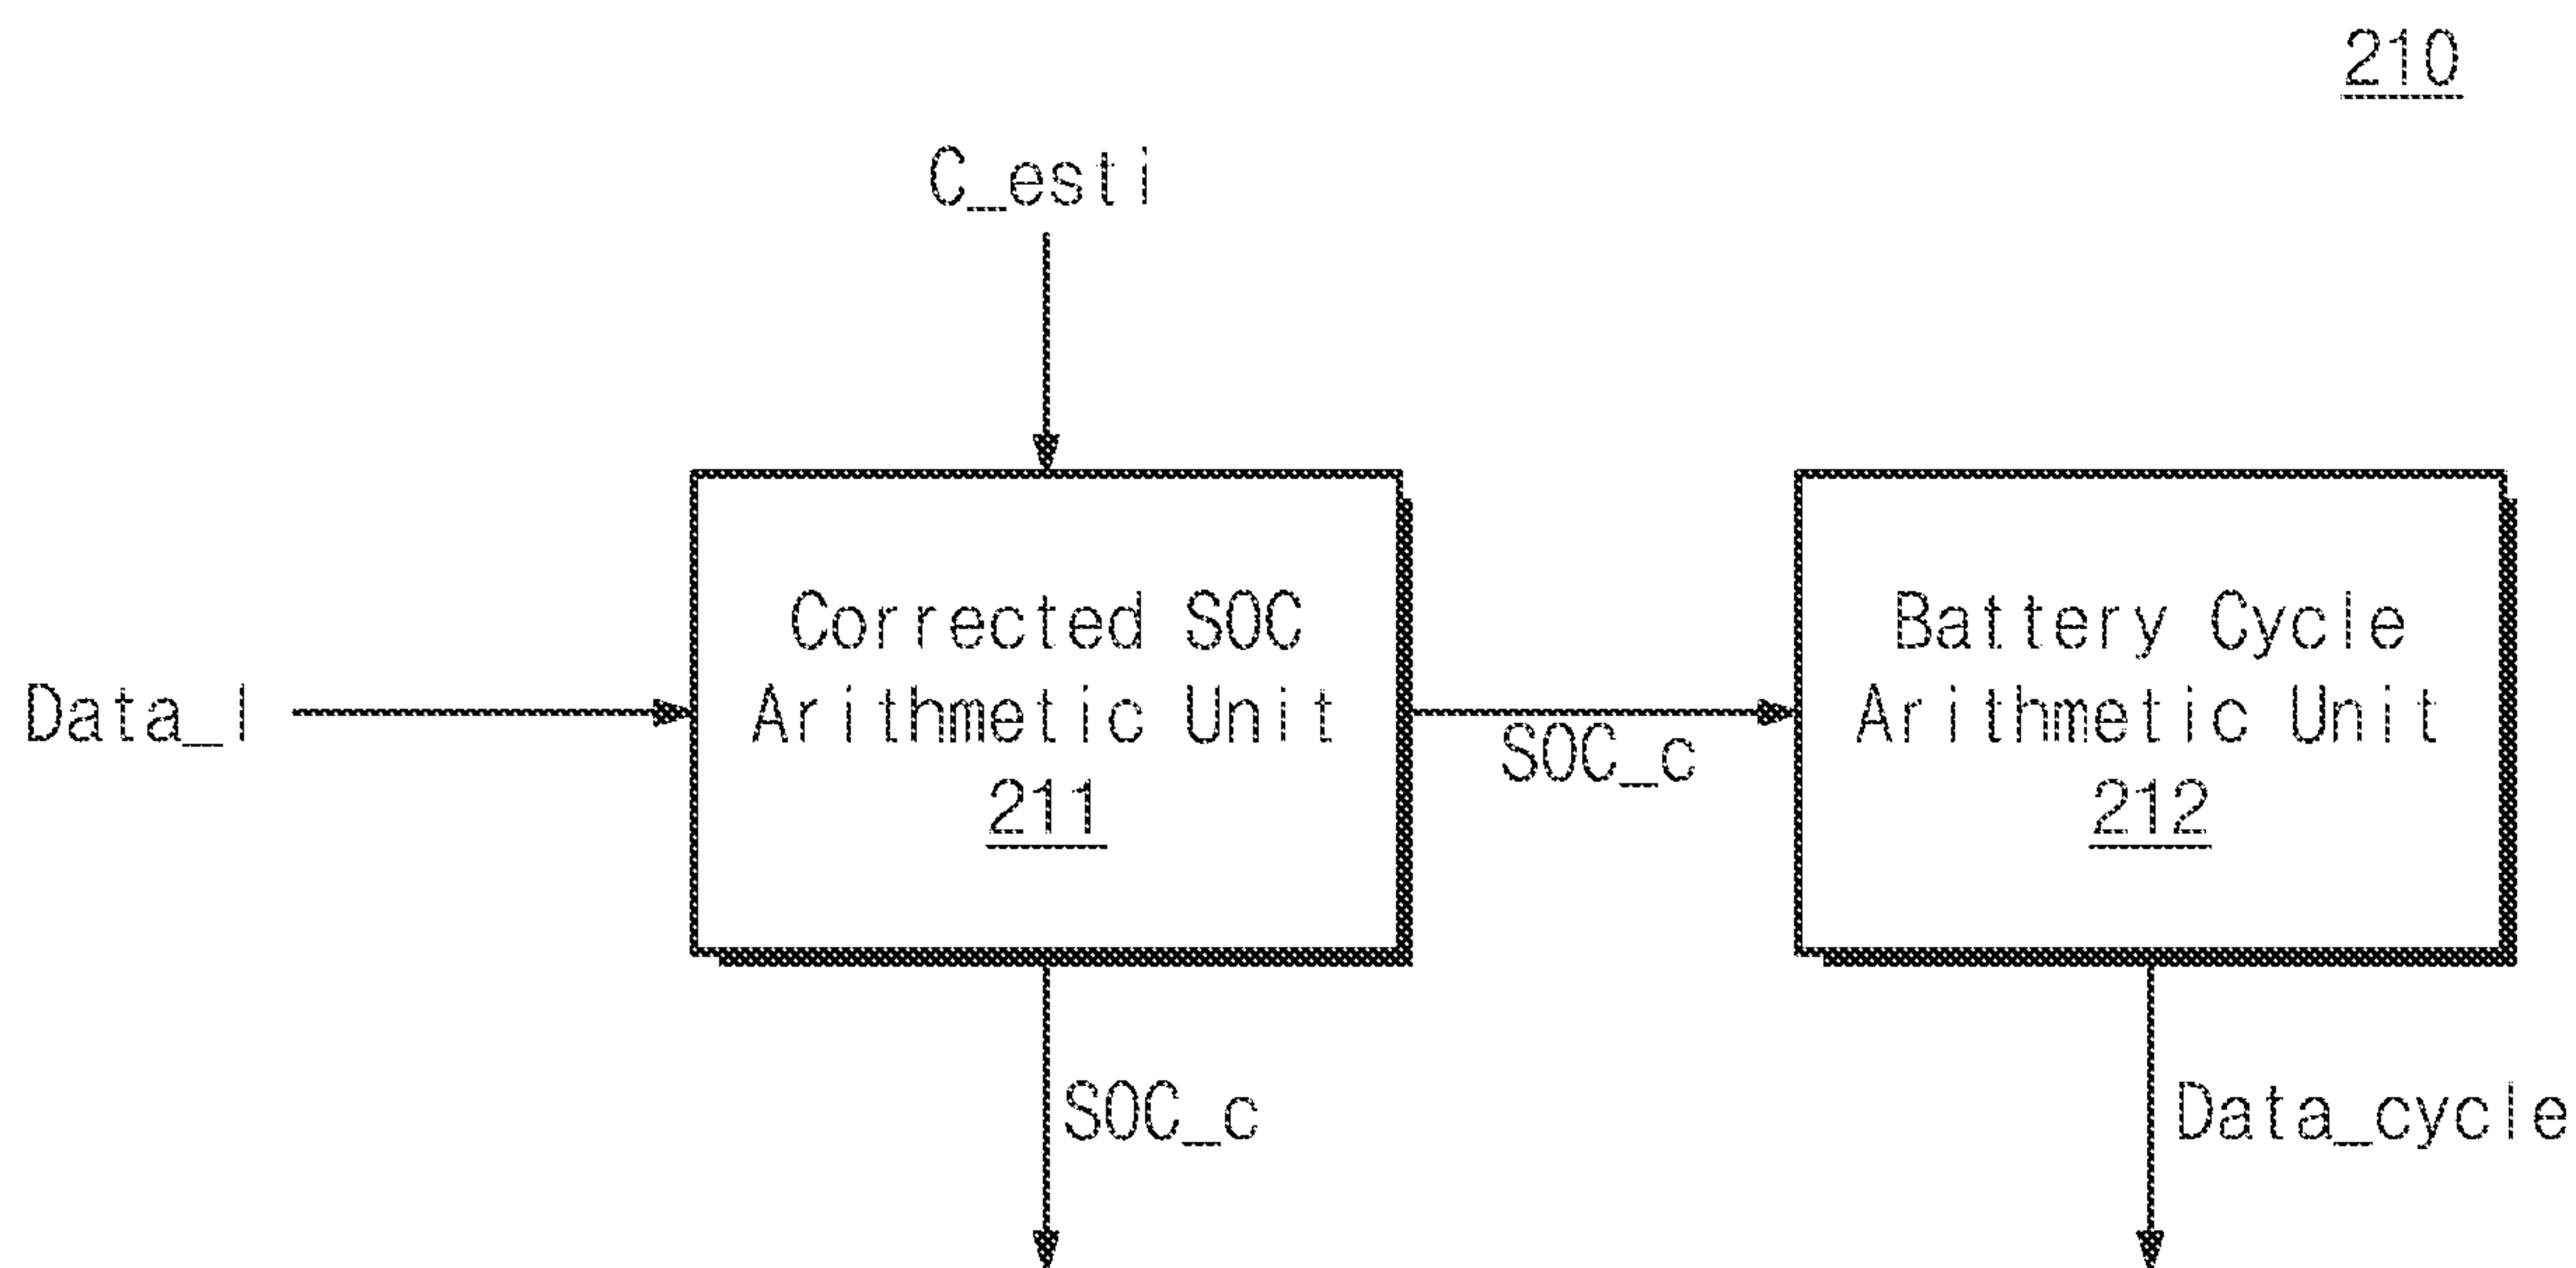 210
C_esti
Corrected SOC
Arithmetic Unit
211
Battery Cycle
Arithmetic Unit
212
Data_I
SOC_c
SOC_c
Data_cycle